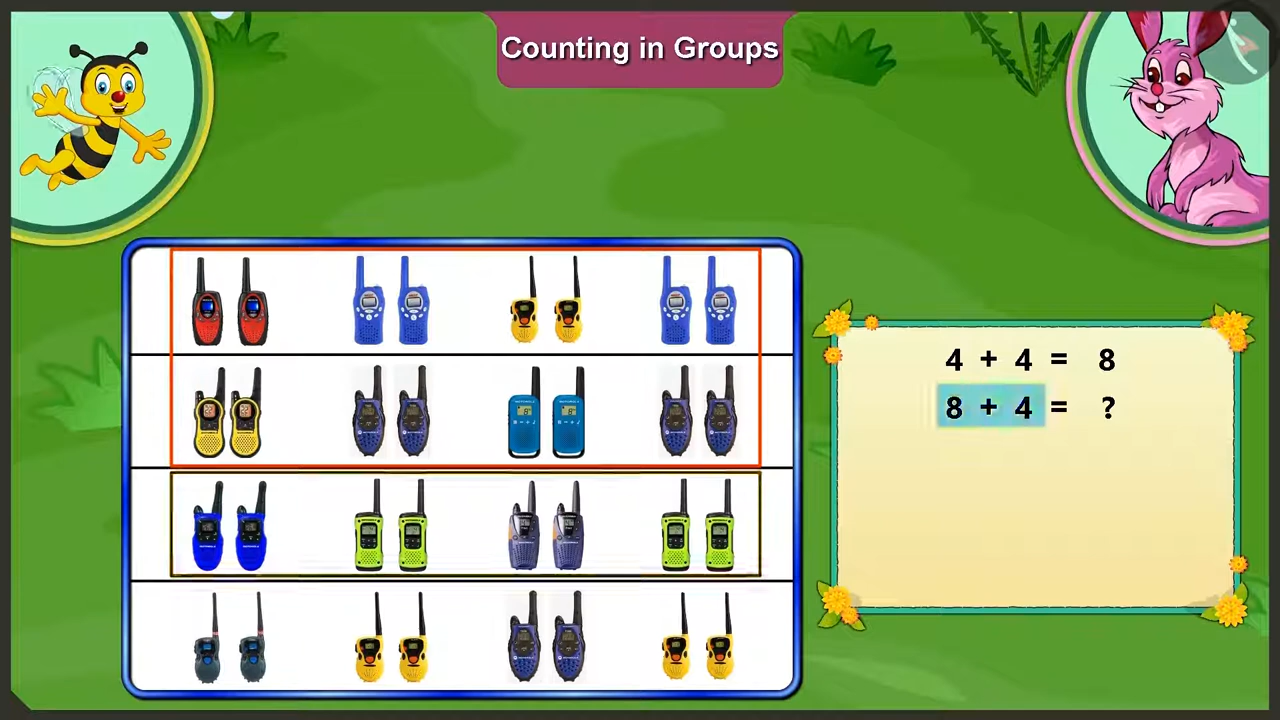 Counting in Groups
4 + 4 = 8
8 + 4 = ?